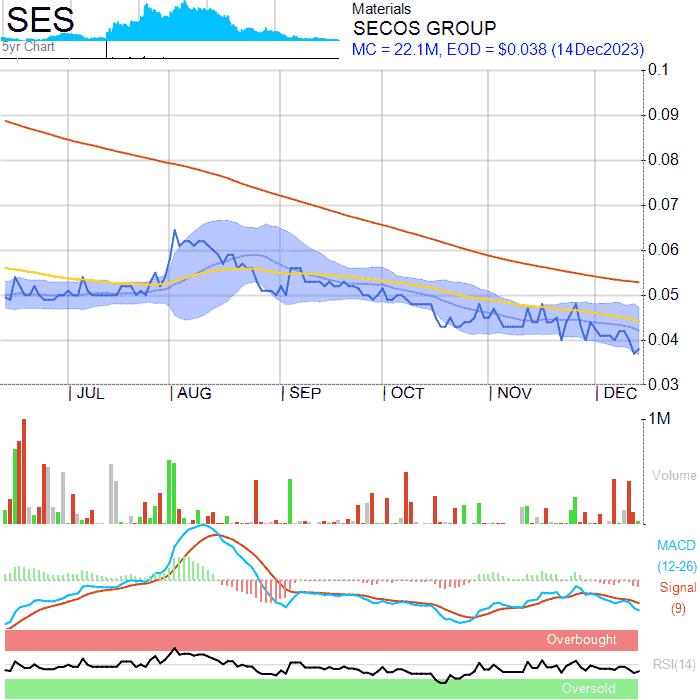 SES
5yr Chart
Materials
SECOS GROUP
MC = 22.1M, EOD = $0.038 (14Dec2023)
0.1
0.09
0.08
0.07
0.06
0.05
0.04
0.03
JUL AUG SEP OCT NOV DEC
1M
Volume
MACD
(12-26)
Signal
(9)
Overbought
RSI(14)
Oversold